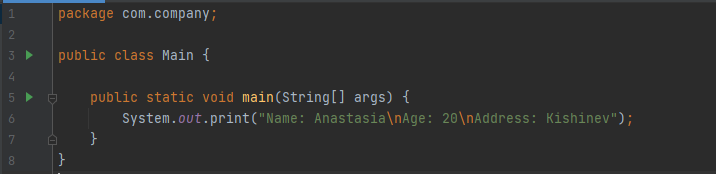 1 package com.company;
2
3 public class Main {
4
5 public static void main(String[] args) {
6 System.out.print("Name: Anastasia\nAge: 20\nAddress: Kishinev");
7 }
8 }